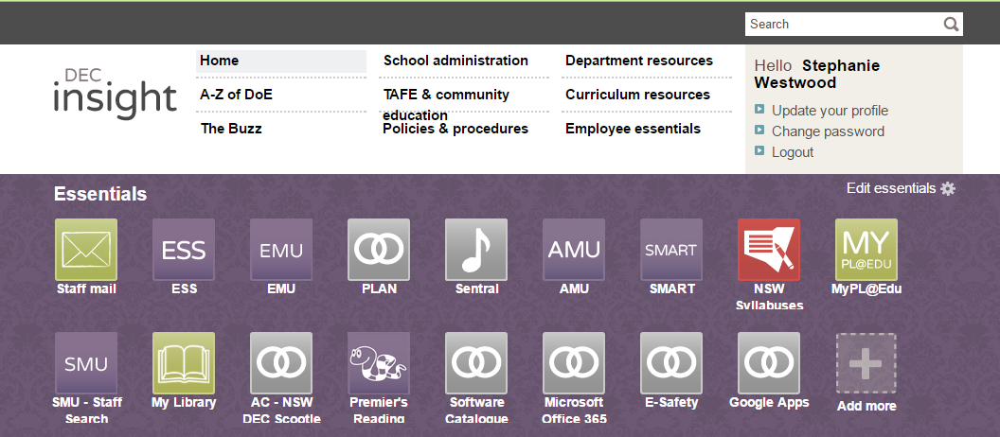 Search
DEC
insight
Home
A-Z of DoE
The Buzz
School administration
TAFE & community
education
Policies & procedures
Department resources
Curriculum resources
Employee essentials
Hello Stephanie
Westwood
Update your profile
Change password
Logout
Essentials
Edit essentials
Staff mail
ESS
ESS
EMU
EMU
PLAN
Sentral
AMU
AMU
SMART
SMART
NSW
Syllabuses
MY
PL@EDU
MyPL@Edu
SMU
SMU - Staff
Search
My Library
AC - NSW
DEC Scootle
Premier's
Reading
Software
Catalogue
Microsoft
Office 365
E-Safety
Google Apps
Add more